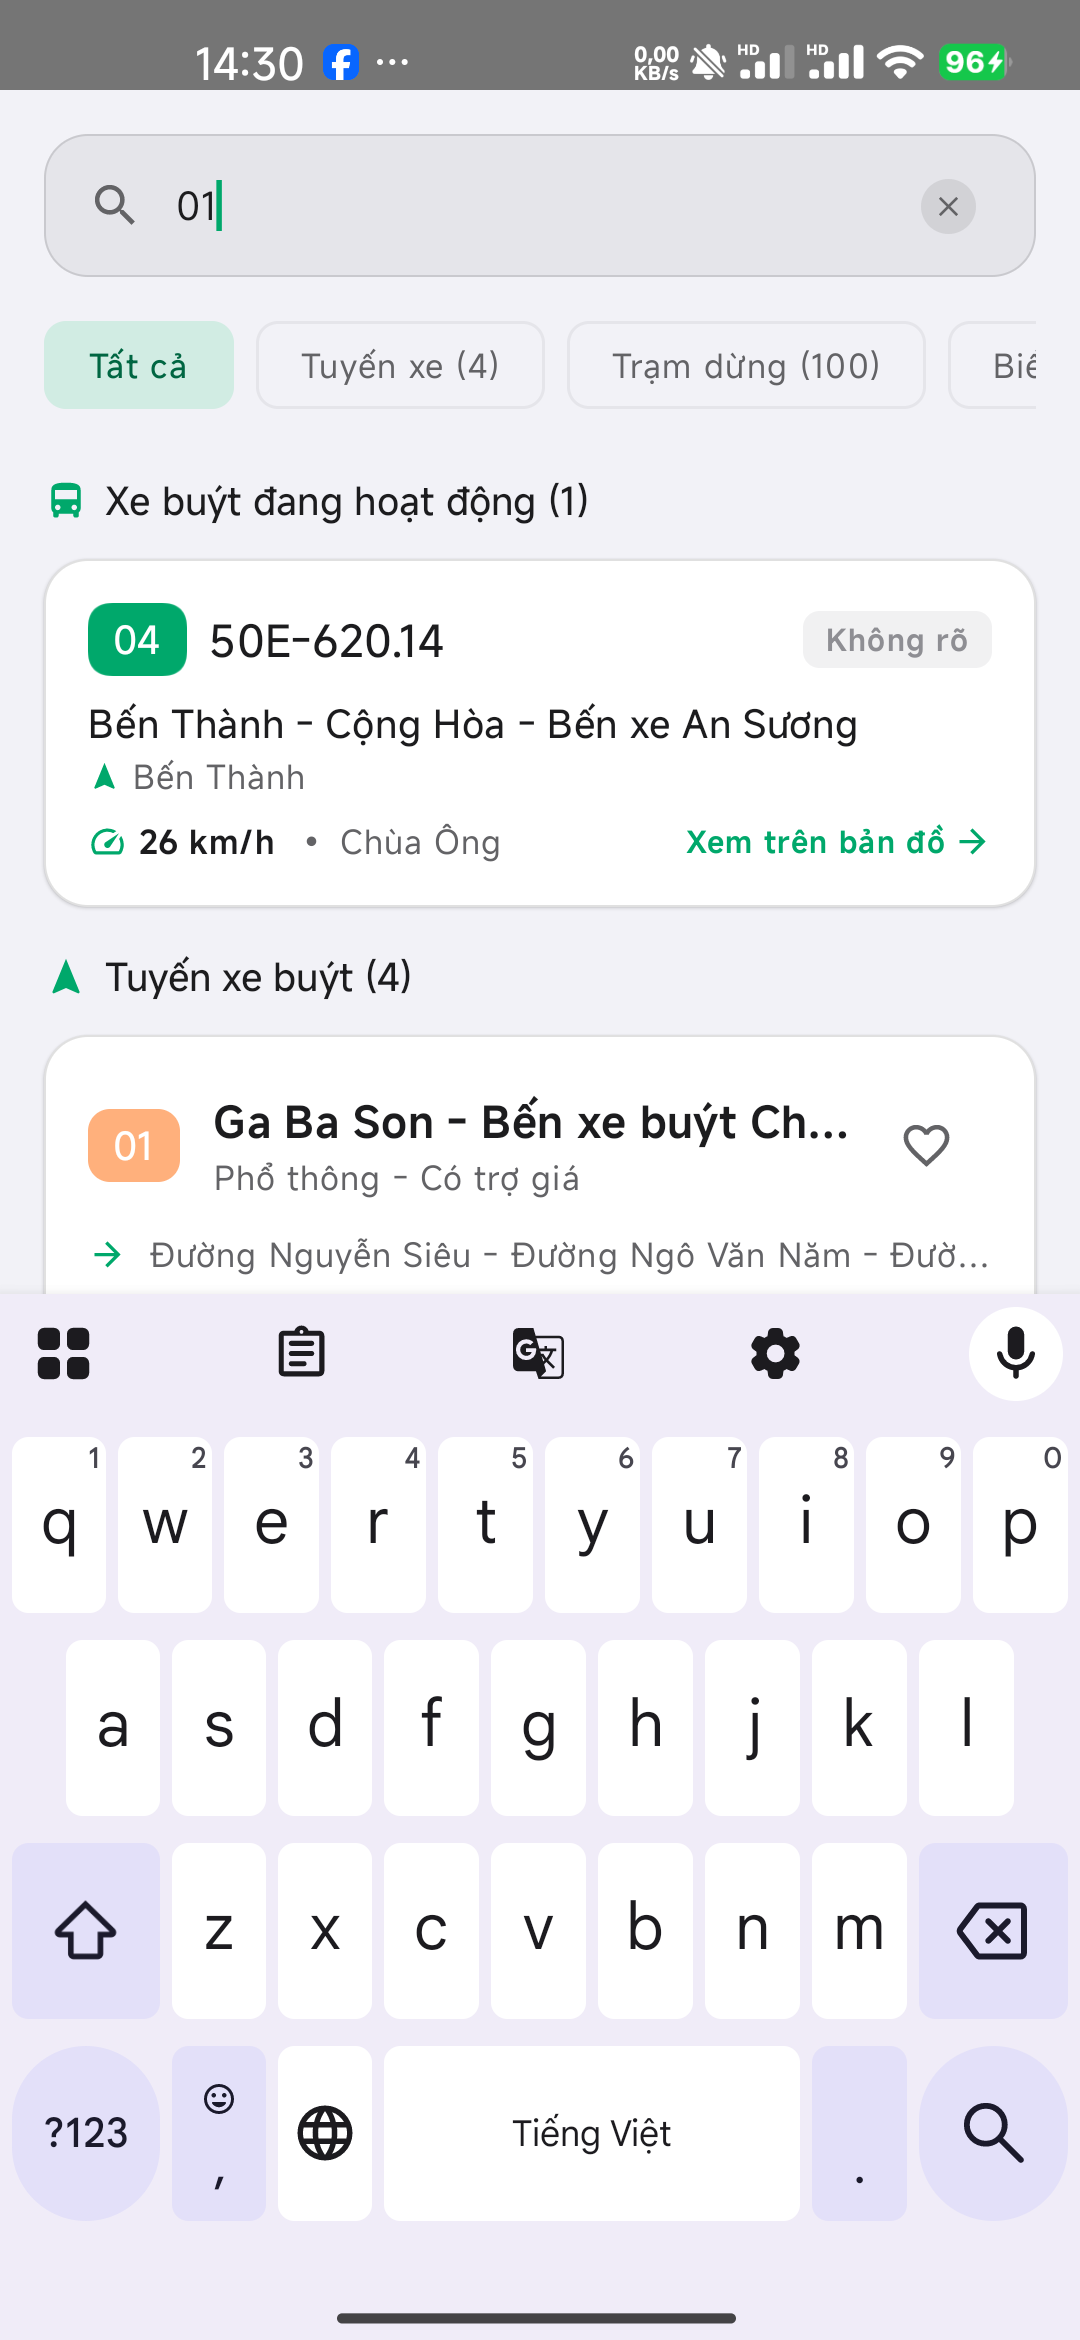 14:30
0,00 KB/s
HD
HD
96
01
Tất cả
Tuyến xe (4)
Trạm dừng (100)
Biể
Xe buýt đang hoạt động (1)
04 50E-620.14
Không rõ
Bến Thành - Cộng Hòa - Bến xe An Sương
Bến Thành
26 km/h • Chùa Ông
Xem trên bản đồ
Tuyến xe buýt (4)
01
Ga Ba Son - Bến xe buýt Ch...
Phổ thông - Có trợ giá
Đường Nguyễn Siêu - Đường Ngô Văn Năm - Đườ...
1 2 3 4 5 6 7 8 9 0
q w e r t y u i o p
a s d f g h j k l
z x c v b n m
?123 , Tiếng Việt .